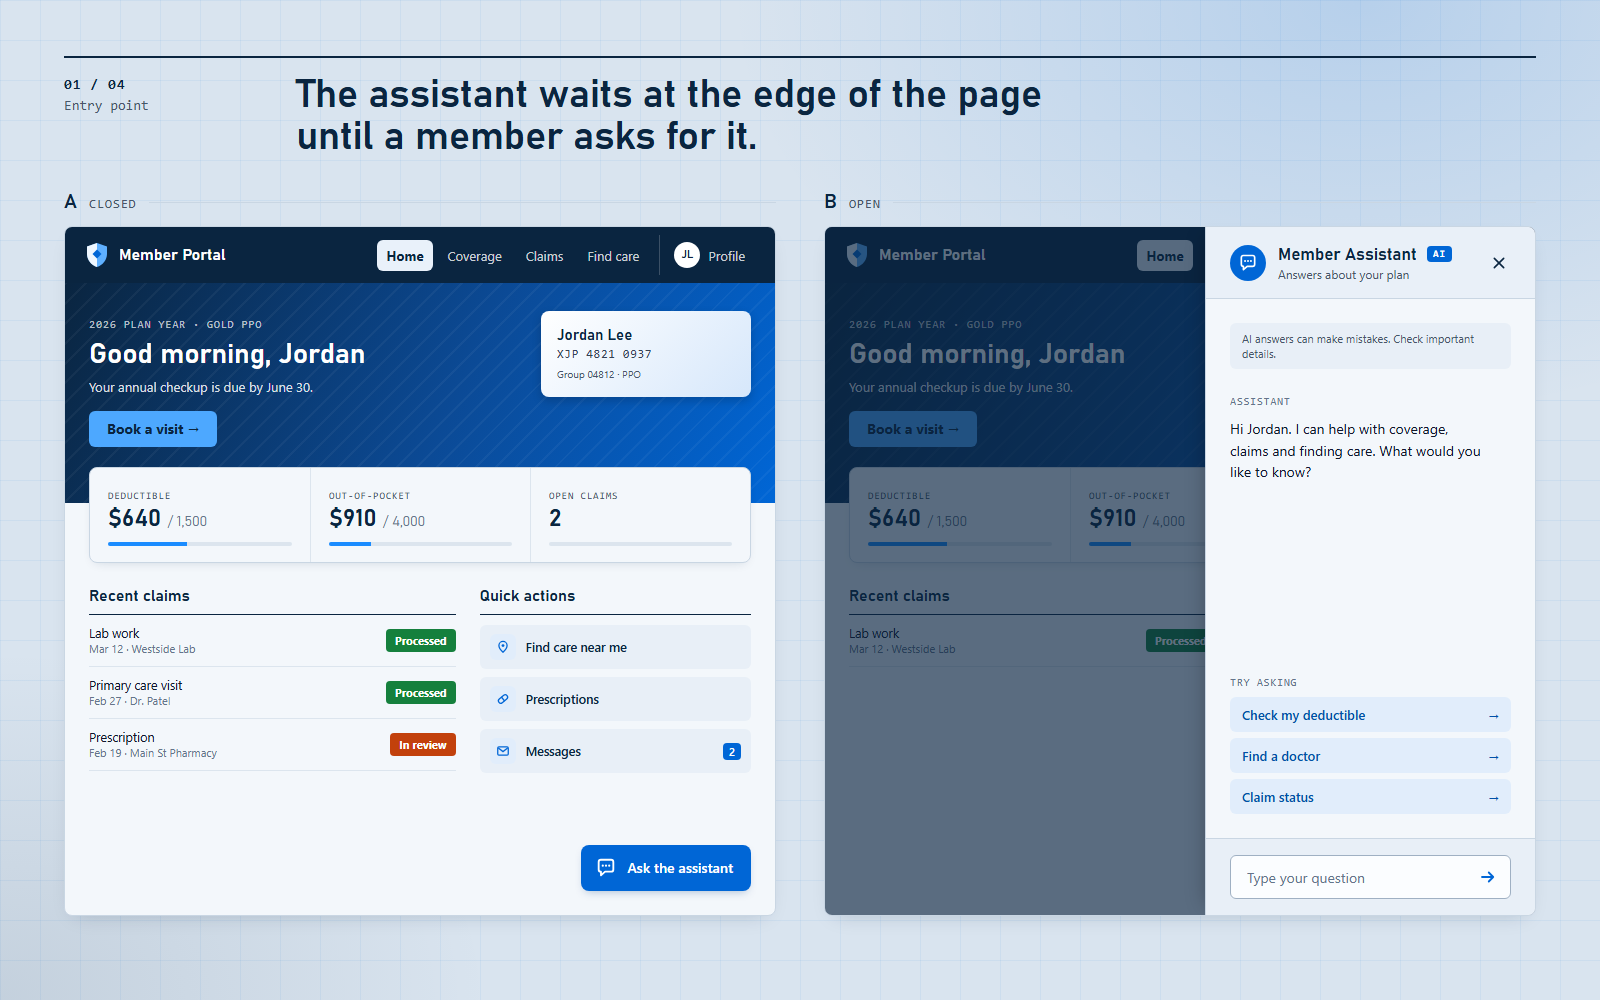 01 / 04
Entry point
The assistant waits at the edge of the page
until a member asks for it.
A CLOSED
Member Portal
Home
Coverage
Claims
Find care
JL
Profile
2026 PLAN YEAR · GOLD PPO
Good morning, Jordan
Your annual checkup is due by June 30.
Book a visit →
Jordan Lee
XJP 4821 0937
Group 04812 · PPO
DEDUCTIBLE
$640 / 1,500
OUT-OF-POCKET
$910 / 4,000
OPEN CLAIMS
2
Recent claims
Lab work
Mar 12 · Westside Lab
Processed
Primary care visit
Feb 27 · Dr. Patel
Processed
Prescription
Feb 19 · Main St Pharmacy
In review
Quick actions
Find care near me
Prescriptions
Messages
2
Ask the assistant
B OPEN
Member Portal
Home
2026 PLAN YEAR · GOLD PPO
Good morning, Jordan
Your annual checkup is due by June 30.
Book a visit →
DEDUCTIBLE
$640 / 1,500
OUT-OF-POCKET
$910 / 4,000
Recent claims
Lab work
Mar 12 · Westside Lab
Processed
Member Assistant AI
Answers about your plan
AI answers can make mistakes. Check important
details.
ASSISTANT
Hi Jordan. I can help with coverage,
claims and finding care. What would you
like to know?
TRY ASKING
Check my deductible →
Find a doctor →
Claim status →
Type your question